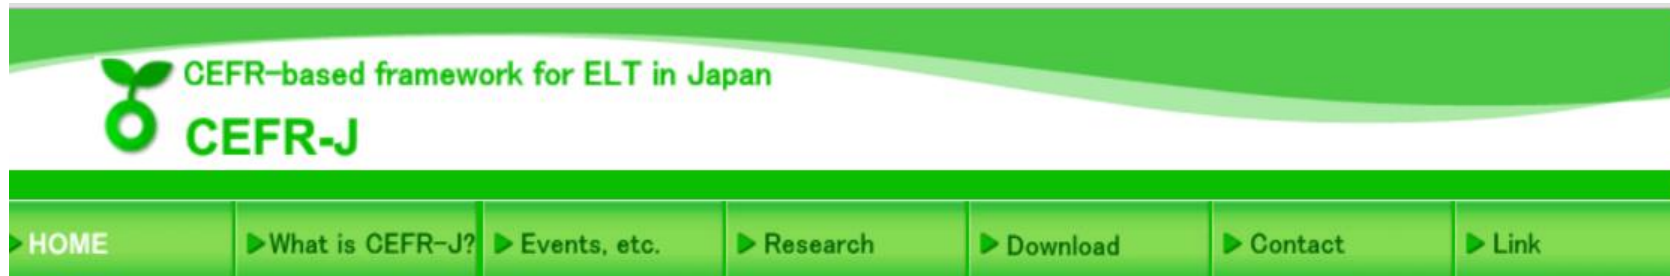 CEFR-based framework for ELT in Japan
CEFR-J
HOME What is CEFR-J? Events, etc. Research Download Contact Link